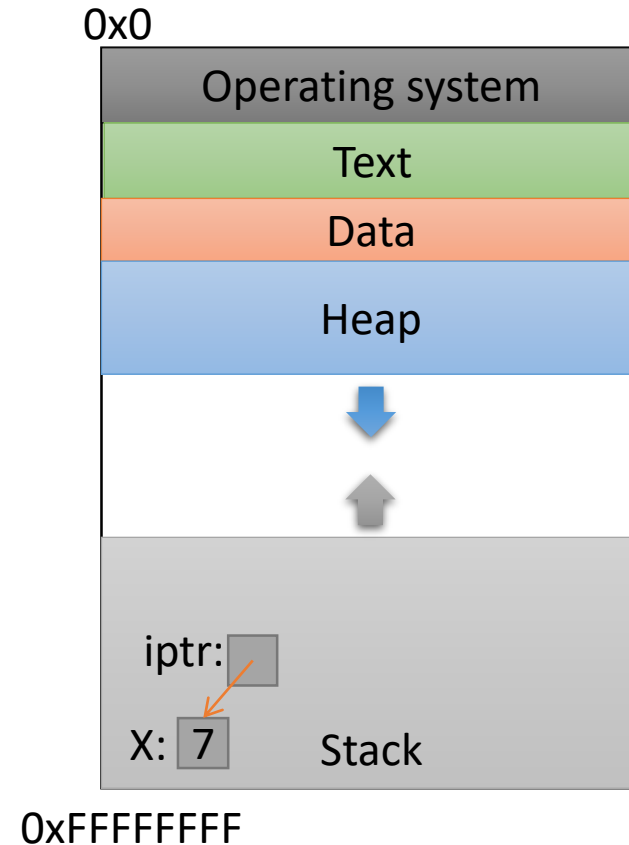 0x0
Operating system
Text
Data
Heap
iptr:
X: 7
Stack
0xFFFFFFFF